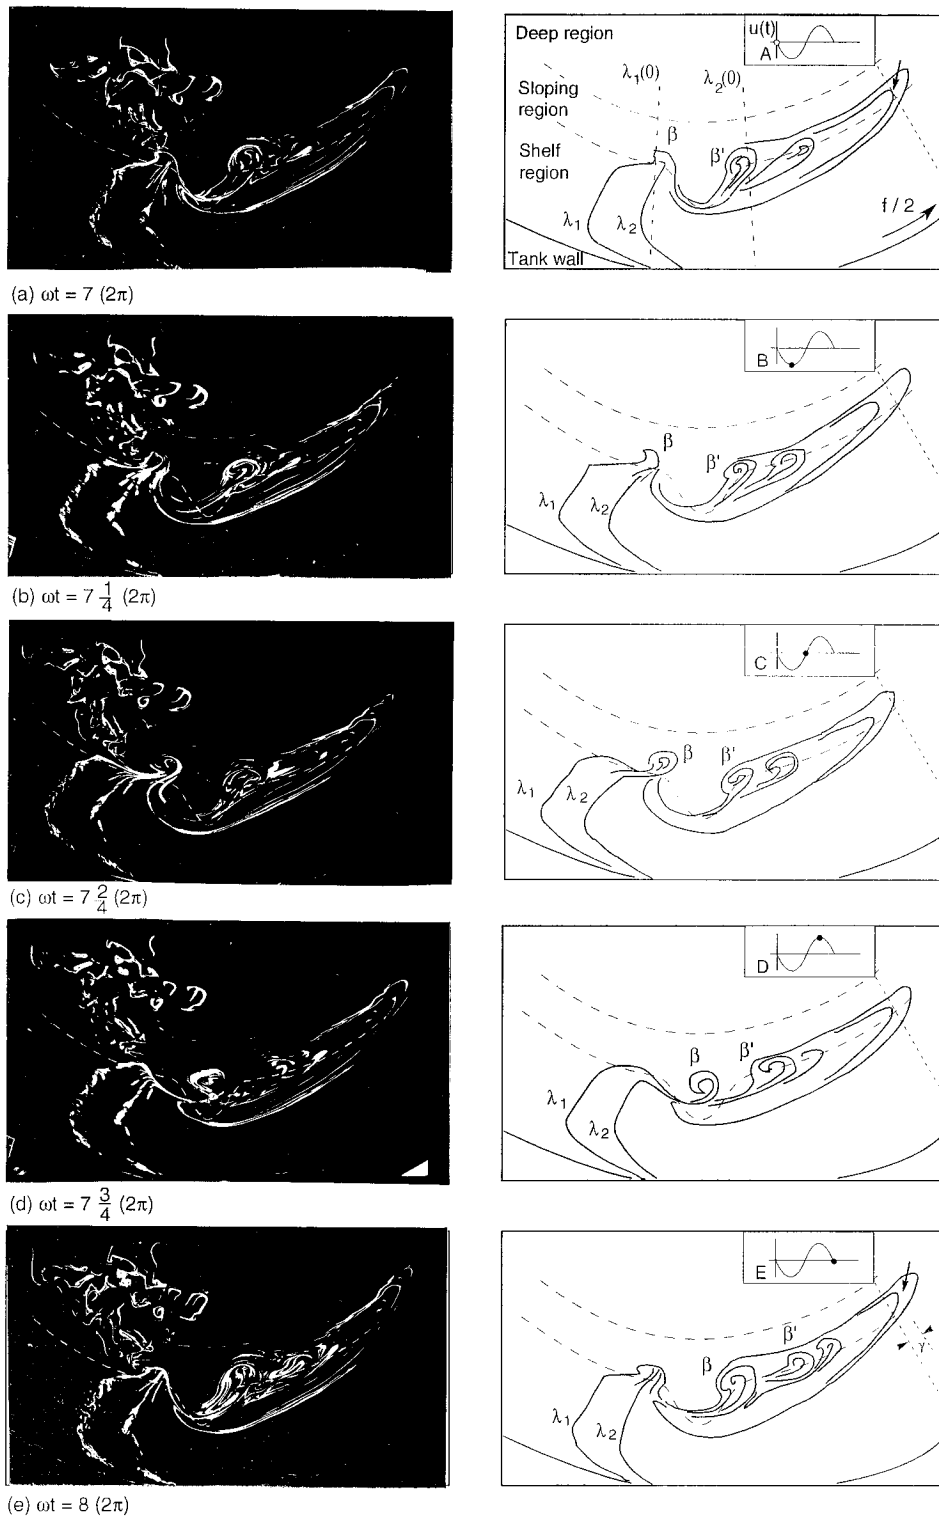 Deep region
u(t)
A
λ₁(0)
λ₂(0)
Sloping region
β
β'
Shelf region
λ₁
λ₂
f / 2
Tank wall
(a) ωt = 7 (2π)
B
β
β'
λ₁
λ₂
(b) ωt = 7 1/4 (2π)
C
β
β'
λ₁
λ₂
(c) ωt = 7 2/4 (2π)
D
β
β'
λ₁
λ₂
(d) ωt = 7 3/4 (2π)
E
β'
β
γ
λ₁
λ₂
(e) ωt = 8 (2π)